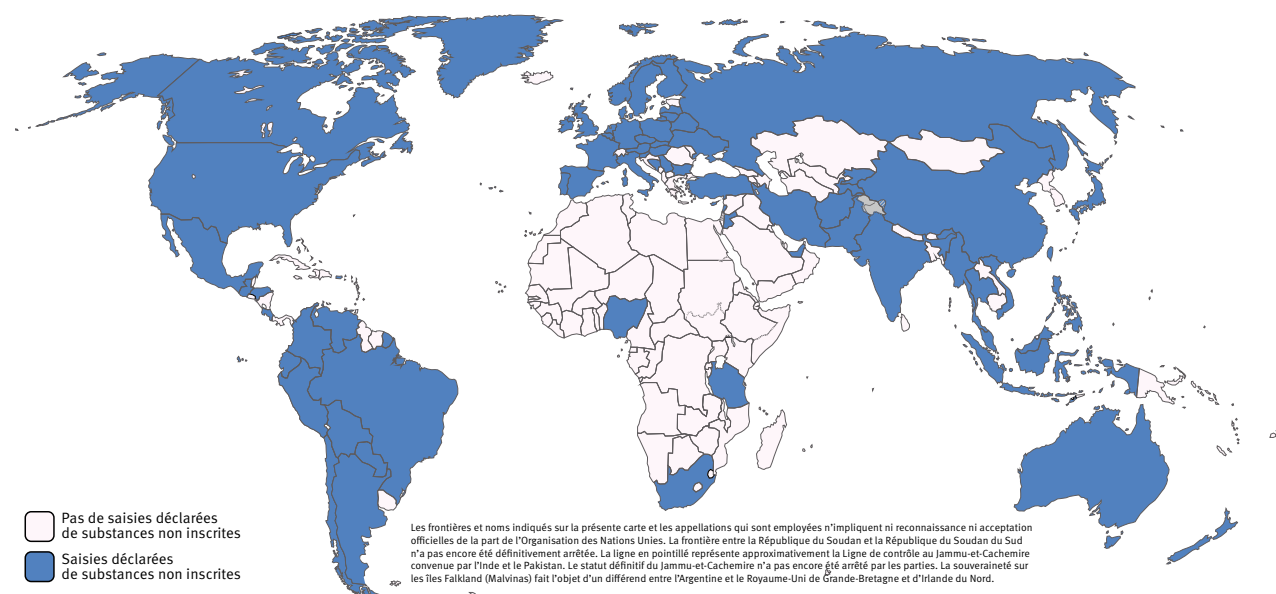 Pas de saisies déclarées
de substances non inscrites
Saisies déclarées
de substances non inscrites
Les frontières et noms indiqués sur la présente carte et les appellations qui sont employées n'impliquent ni reconnaissance ni acceptation
officielles de la part de l'Organisation des Nations Unies. La frontière entre la République du Soudan et la République du Soudan du Sud
n'a pas encore été définitivement arrêtée. La ligne en pointillé représente approximativement la Ligne de contrôle au Jammu-et-Cachemire
convenue par l'Inde et le Pakistan. Le statut définitif du Jammu-et-Cachemire n'a pas encore été arrêté par les parties. La souveraineté sur
les îles Falkland (Malvinas) fait l'objet d'un différend entre l'Argentine et le Royaume-Uni de Grande-Bretagne et d'Irlande du Nord.